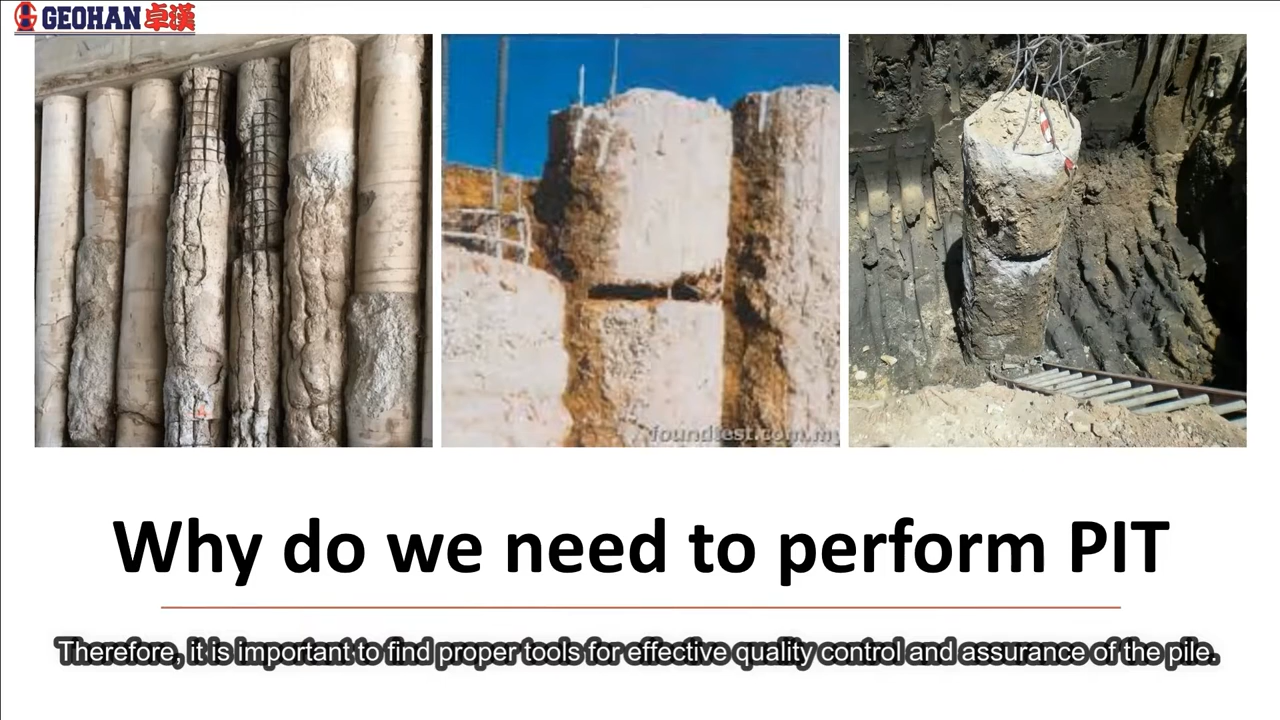 GEOHAN 卓漢
foundtest.com.my
Why do we need to perform PIT
Therefore, it is important to find proper tools for effective quality control and assurance of the pile.